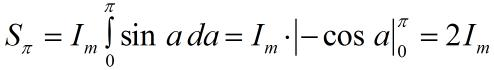 S_π = I_m ∫_0^π sin a da = I_m · |−cos a|_0^π = 2I_m